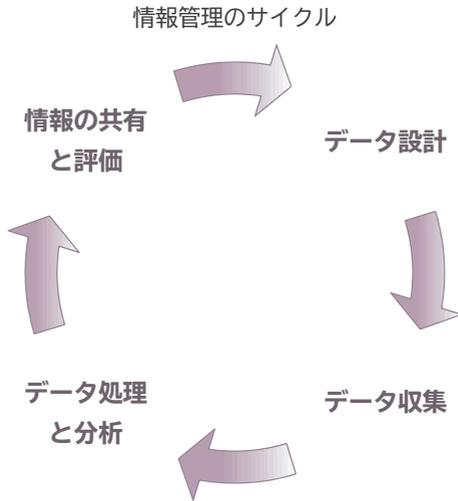 情報管理のサイクル
情報の共有
と評価
データ設計
データ処理
と分析
データ収集